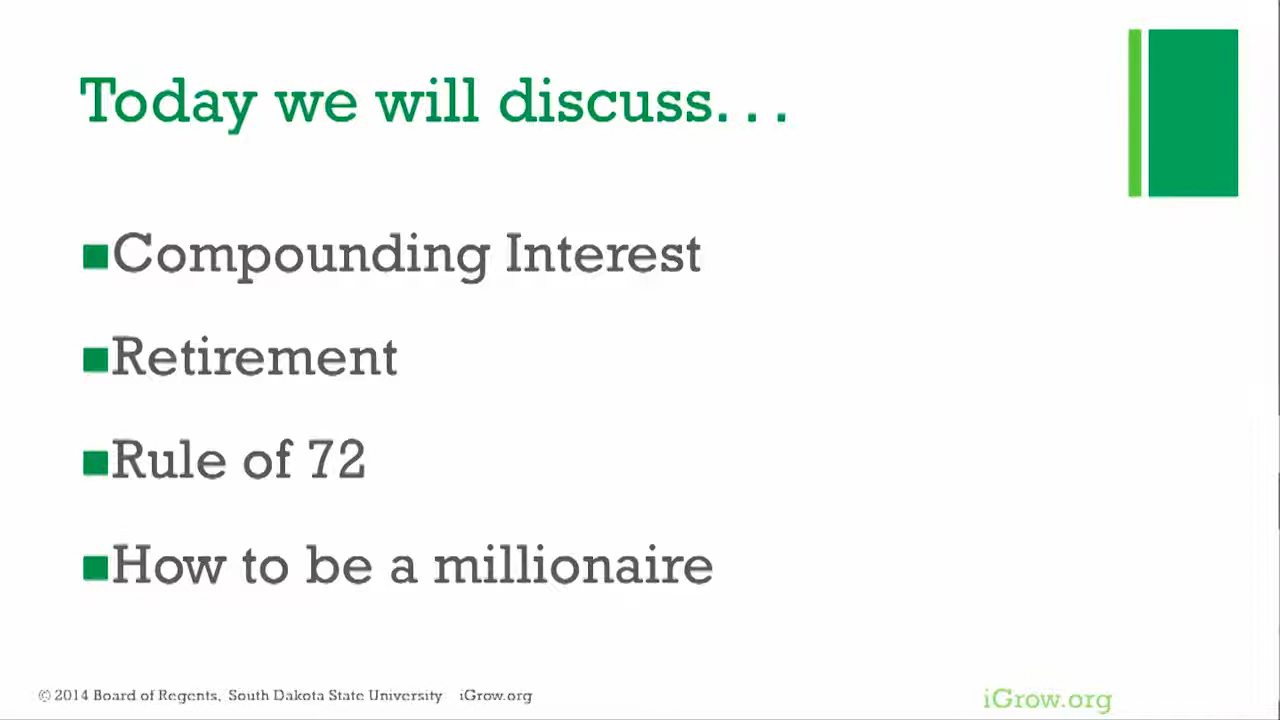 Today we will discuss. . .
Compounding Interest
Retirement
Rule of 72
How to be a millionaire
© 2014 Board of Regents, South Dakota State University iGrow.org
iGrow.org